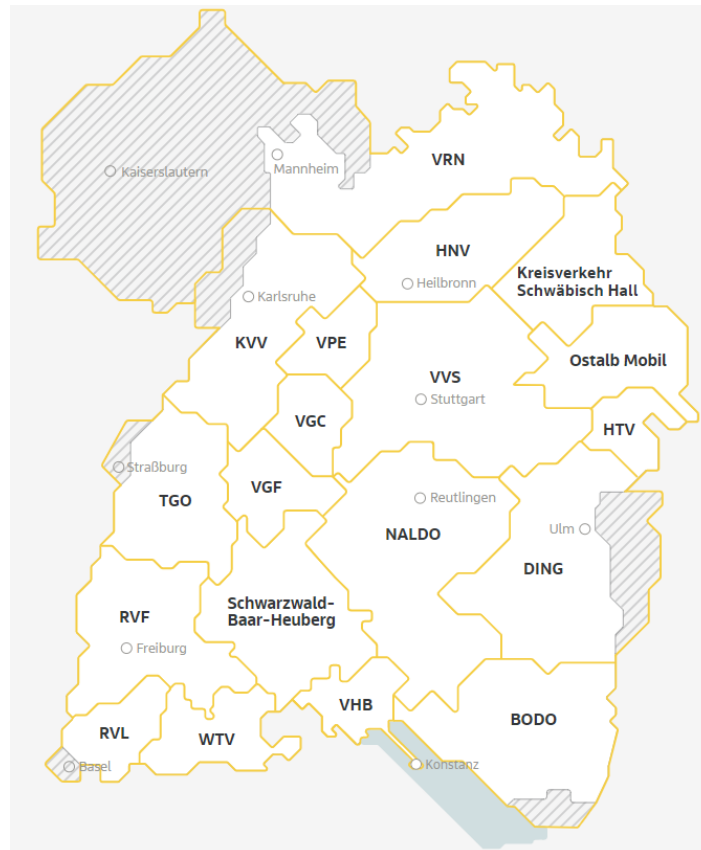 VRN
Kaiserslautern
Mannheim
HNV
Kreisverkehr
Schwäbisch Hall
Heilbronn
Karlsruhe
KVV
VPE
Ostalb Mobil
VVS
Stuttgart
VGC
HTV
Straßburg
VGF
Reutlingen
TGO
Ulm
NALDO
DING
Schwarzwald-
Baar-Heuberg
RVF
Freiburg
VHB
BODO
RVL
WTV
Basel
Konstanz